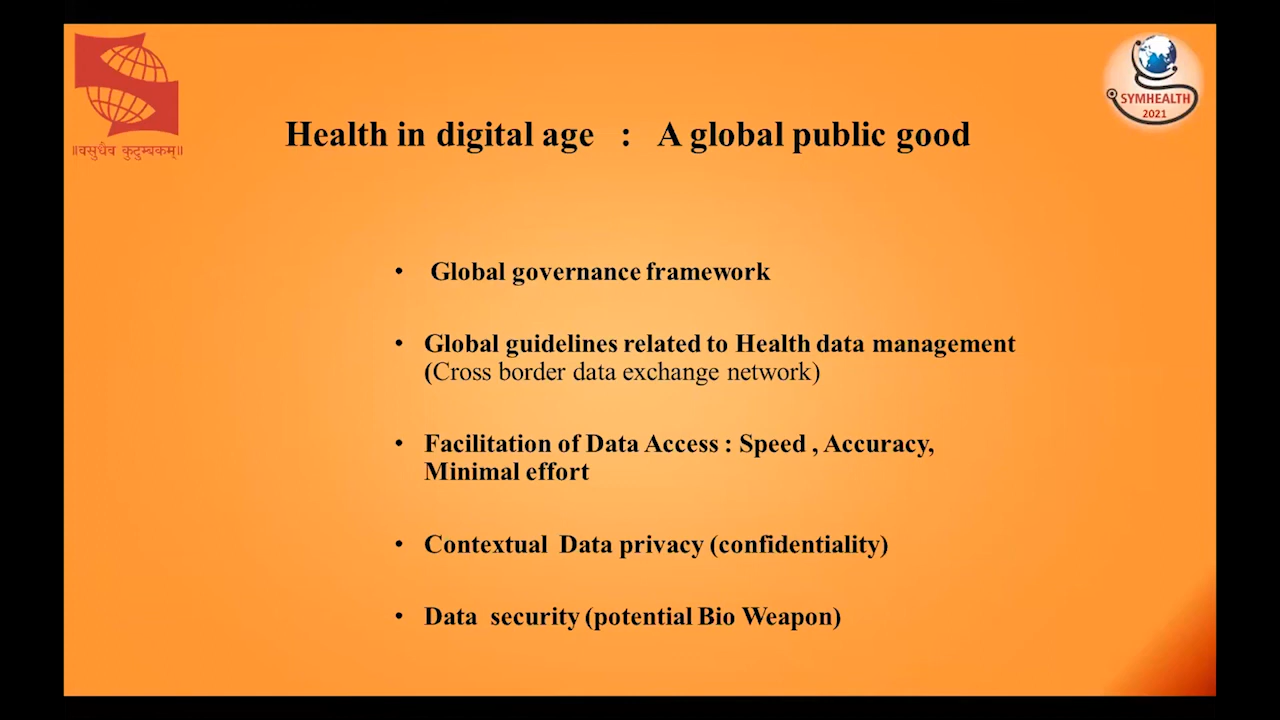 ॥वसुधैव कुटुम्बकम्॥
SYMHEALTH
2021
Health in digital age : A global public good
• Global governance framework
• Global guidelines related to Health data management
(Cross border data exchange network)
• Facilitation of Data Access : Speed , Accuracy,
Minimal effort
• Contextual Data privacy (confidentiality)
• Data security (potential Bio Weapon)